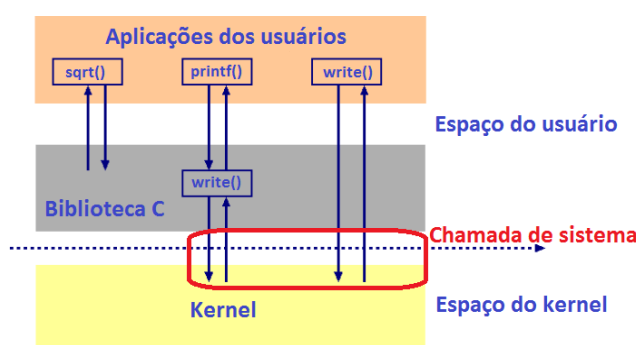 Aplicações dos usuários
sqrt()
printf()
write()
Espaço do usuário
write()
Biblioteca C
Chamada de sistema
Kernel
Espaço do kernel